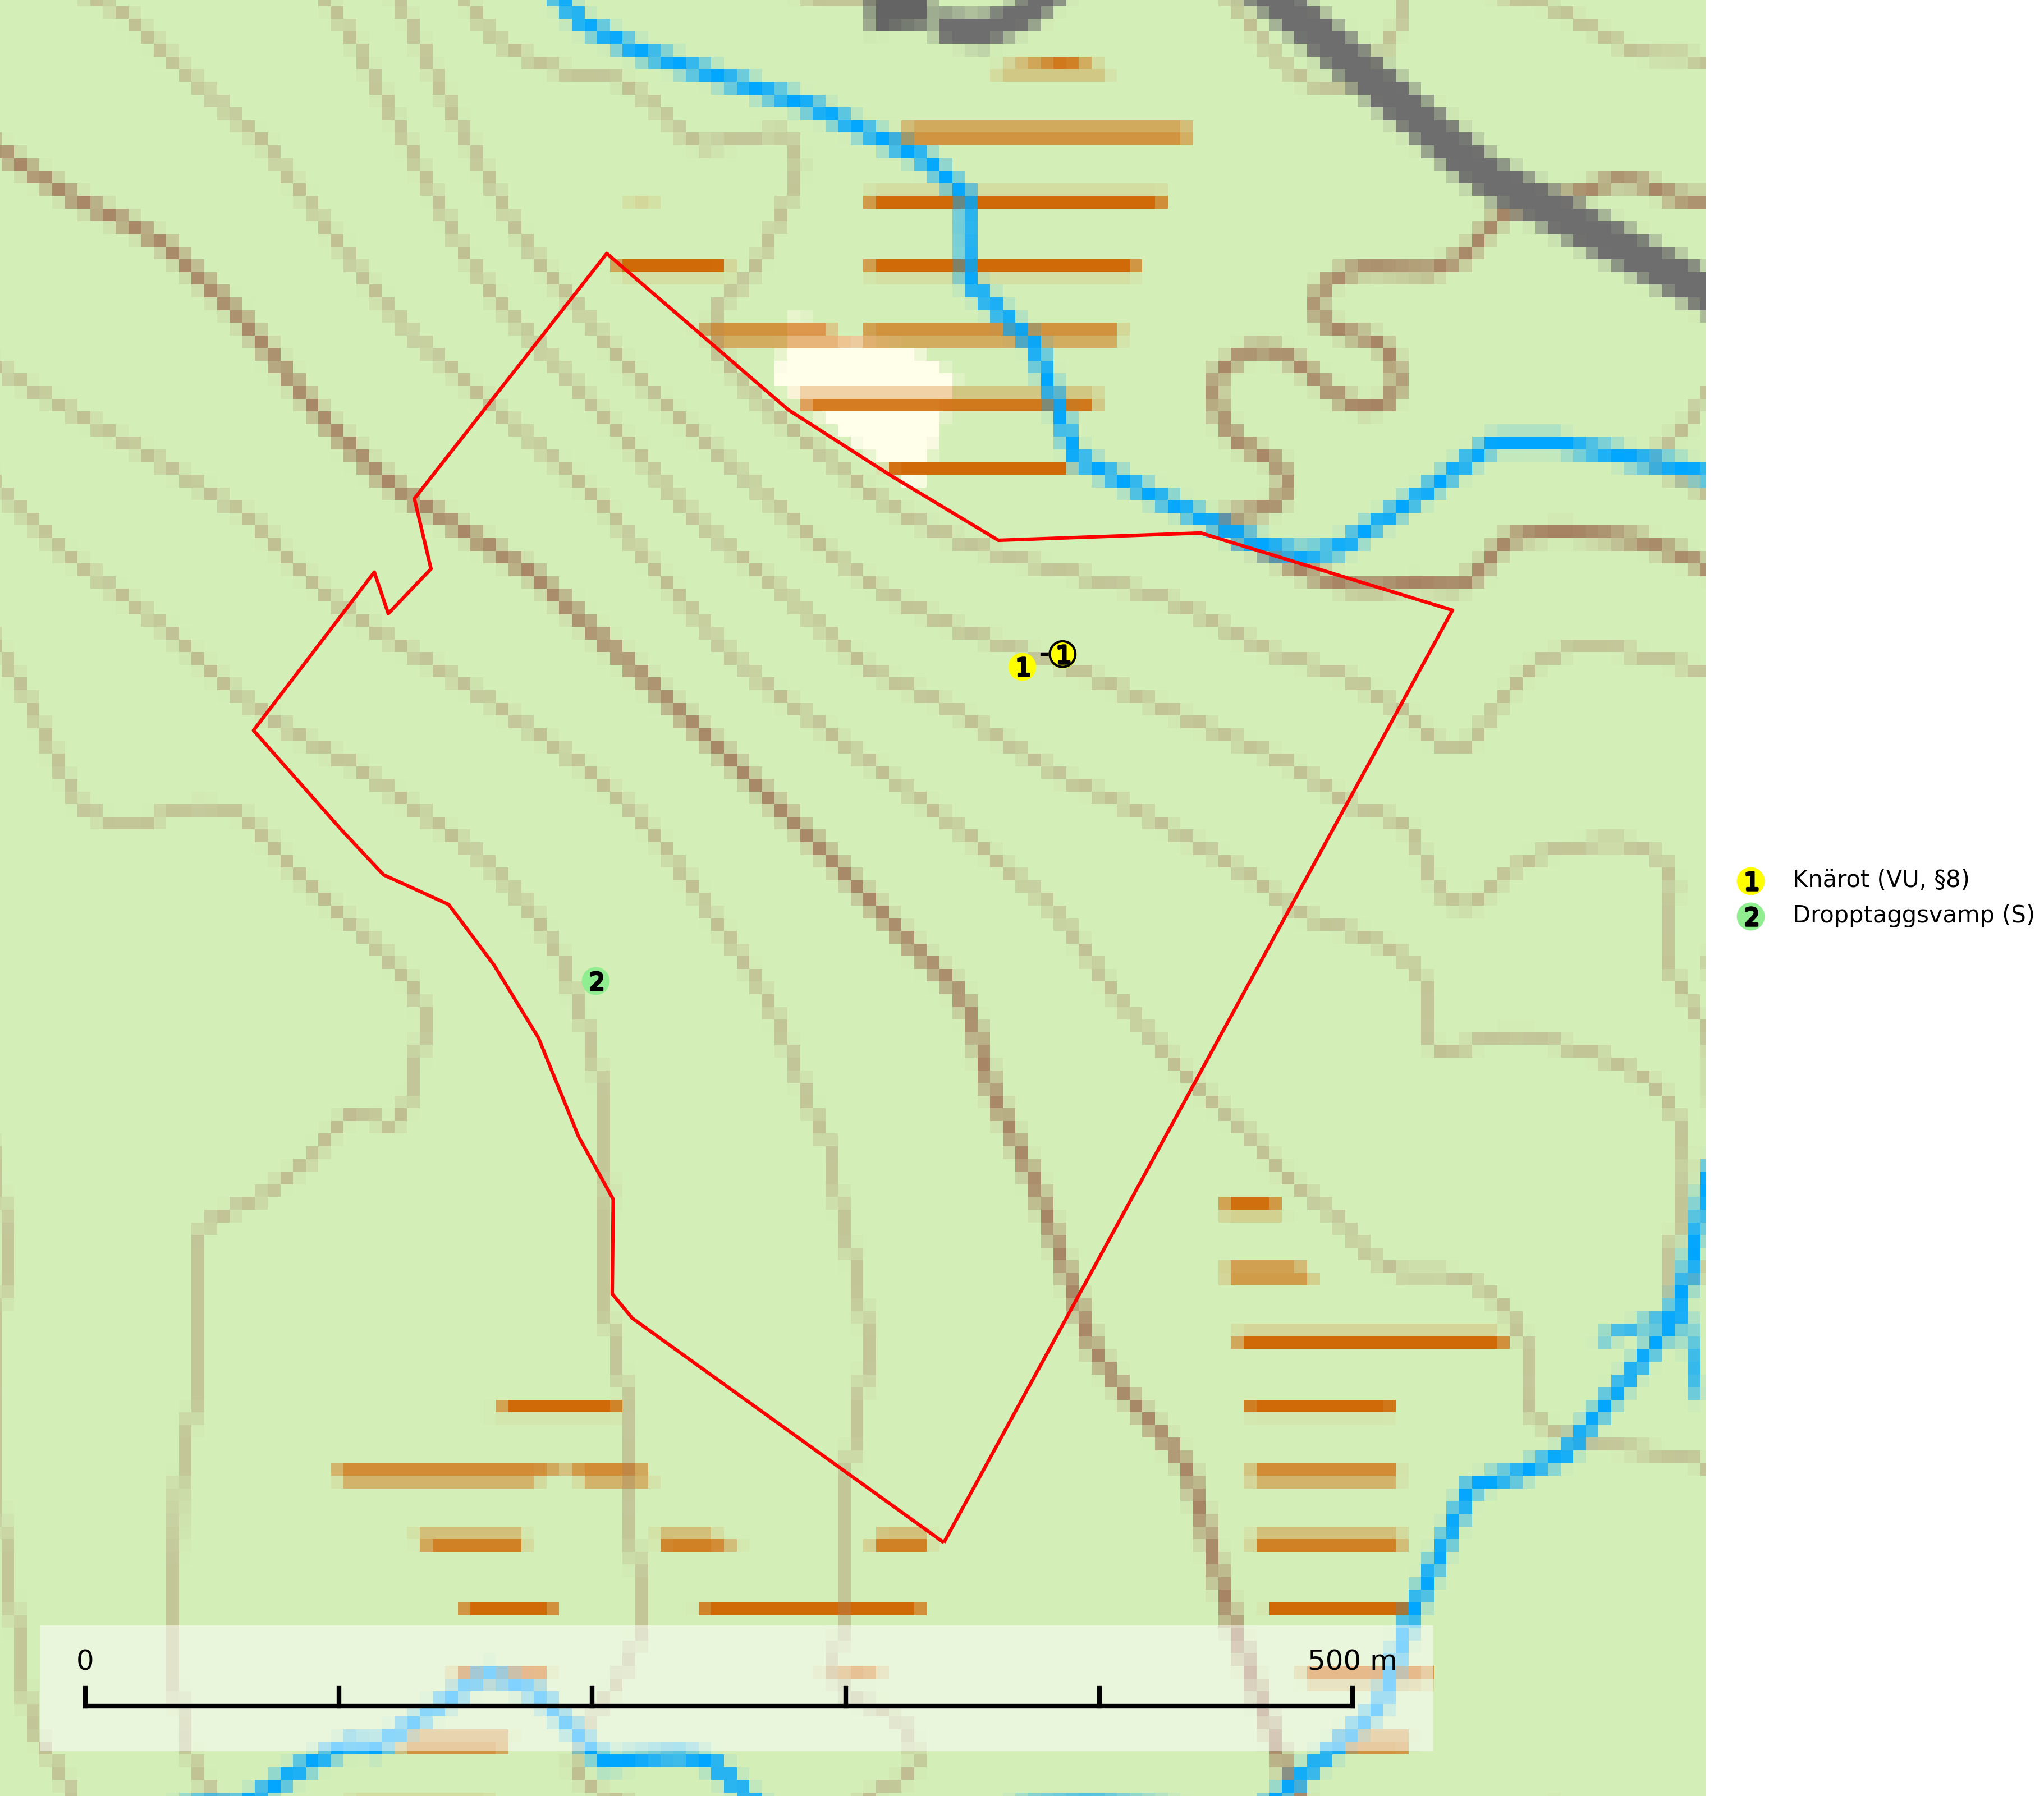 1 1
2
1 Knärot (VU, §8)
2 Dropptaggsvamp (S)
0 500 m